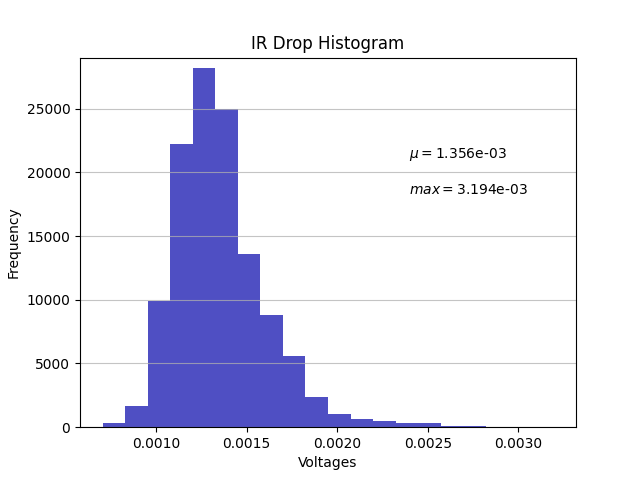 IR Drop Histogram
25000
20000
15000
10000
5000
0
Frequency
μ = 1.356e-03
max = 3.194e-03
0.0010 0.0015 0.0020 0.0025 0.0030
Voltages